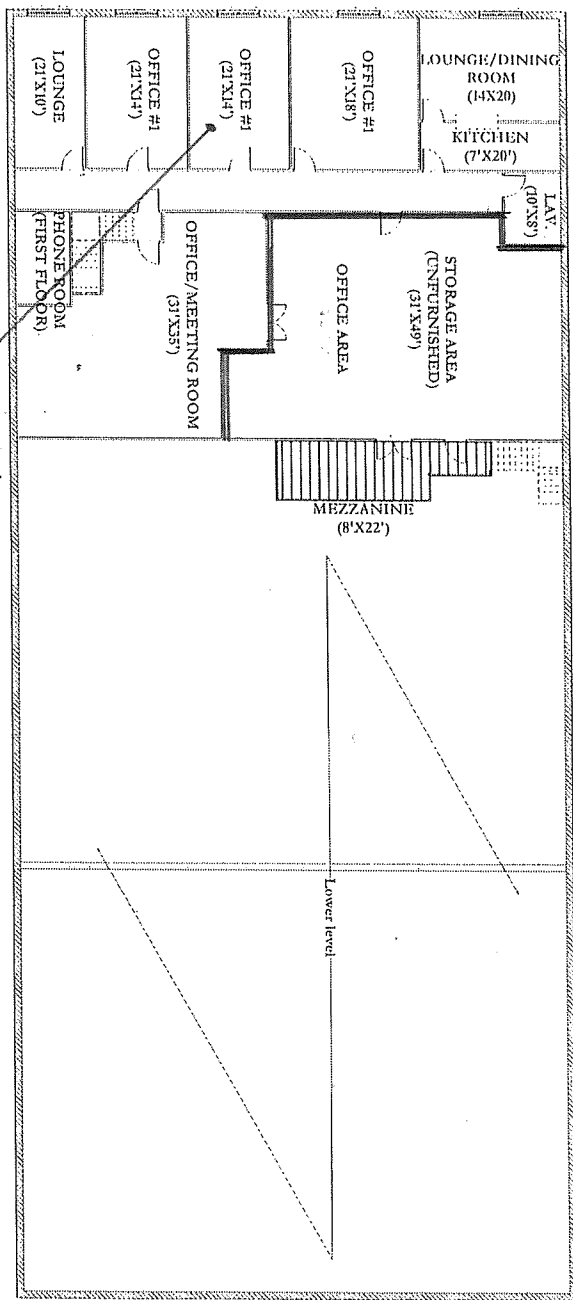 LOUNGE
(21'X10')
OFFICE #1
(21'X14')
OFFICE #1
(21'X14')
OFFICE #1
(21'X18')
LOUNGE/DINING
ROOM
(14X20)
KITCHEN
(7'X20')
LAV.
(10'X8')
PHONE ROOM
(FIRST FLOOR)
OFFICE/MEETING ROOM
(31'X35')
OFFICE AREA
STORAGE AREA
(UNFURNISHED)
(31'X49')
MEZZANINE
(8'X22')
Lower level